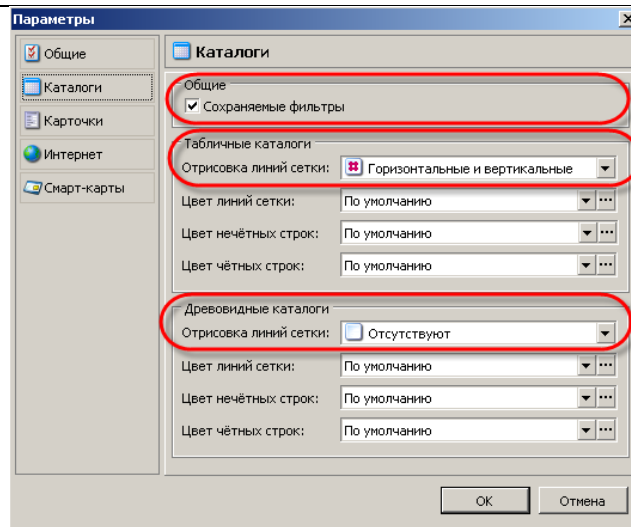 Параметры
Общие
Каталоги
Карточки
Интернет
Смарт-карты
Каталоги
Общие
Сохраняемые фильтры
Табличные каталоги
Отрисовка линий сетки: Горизонтальные и вертикальные
Цвет линий сетки: По умолчанию
Цвет нечётных строк: По умолчанию
Цвет чётных строк: По умолчанию
Древовидные каталоги
Отрисовка линий сетки: Отсутствуют
Цвет линий сетки: По умолчанию
Цвет нечётных строк: По умолчанию
Цвет чётных строк: По умолчанию
ОК Отмена